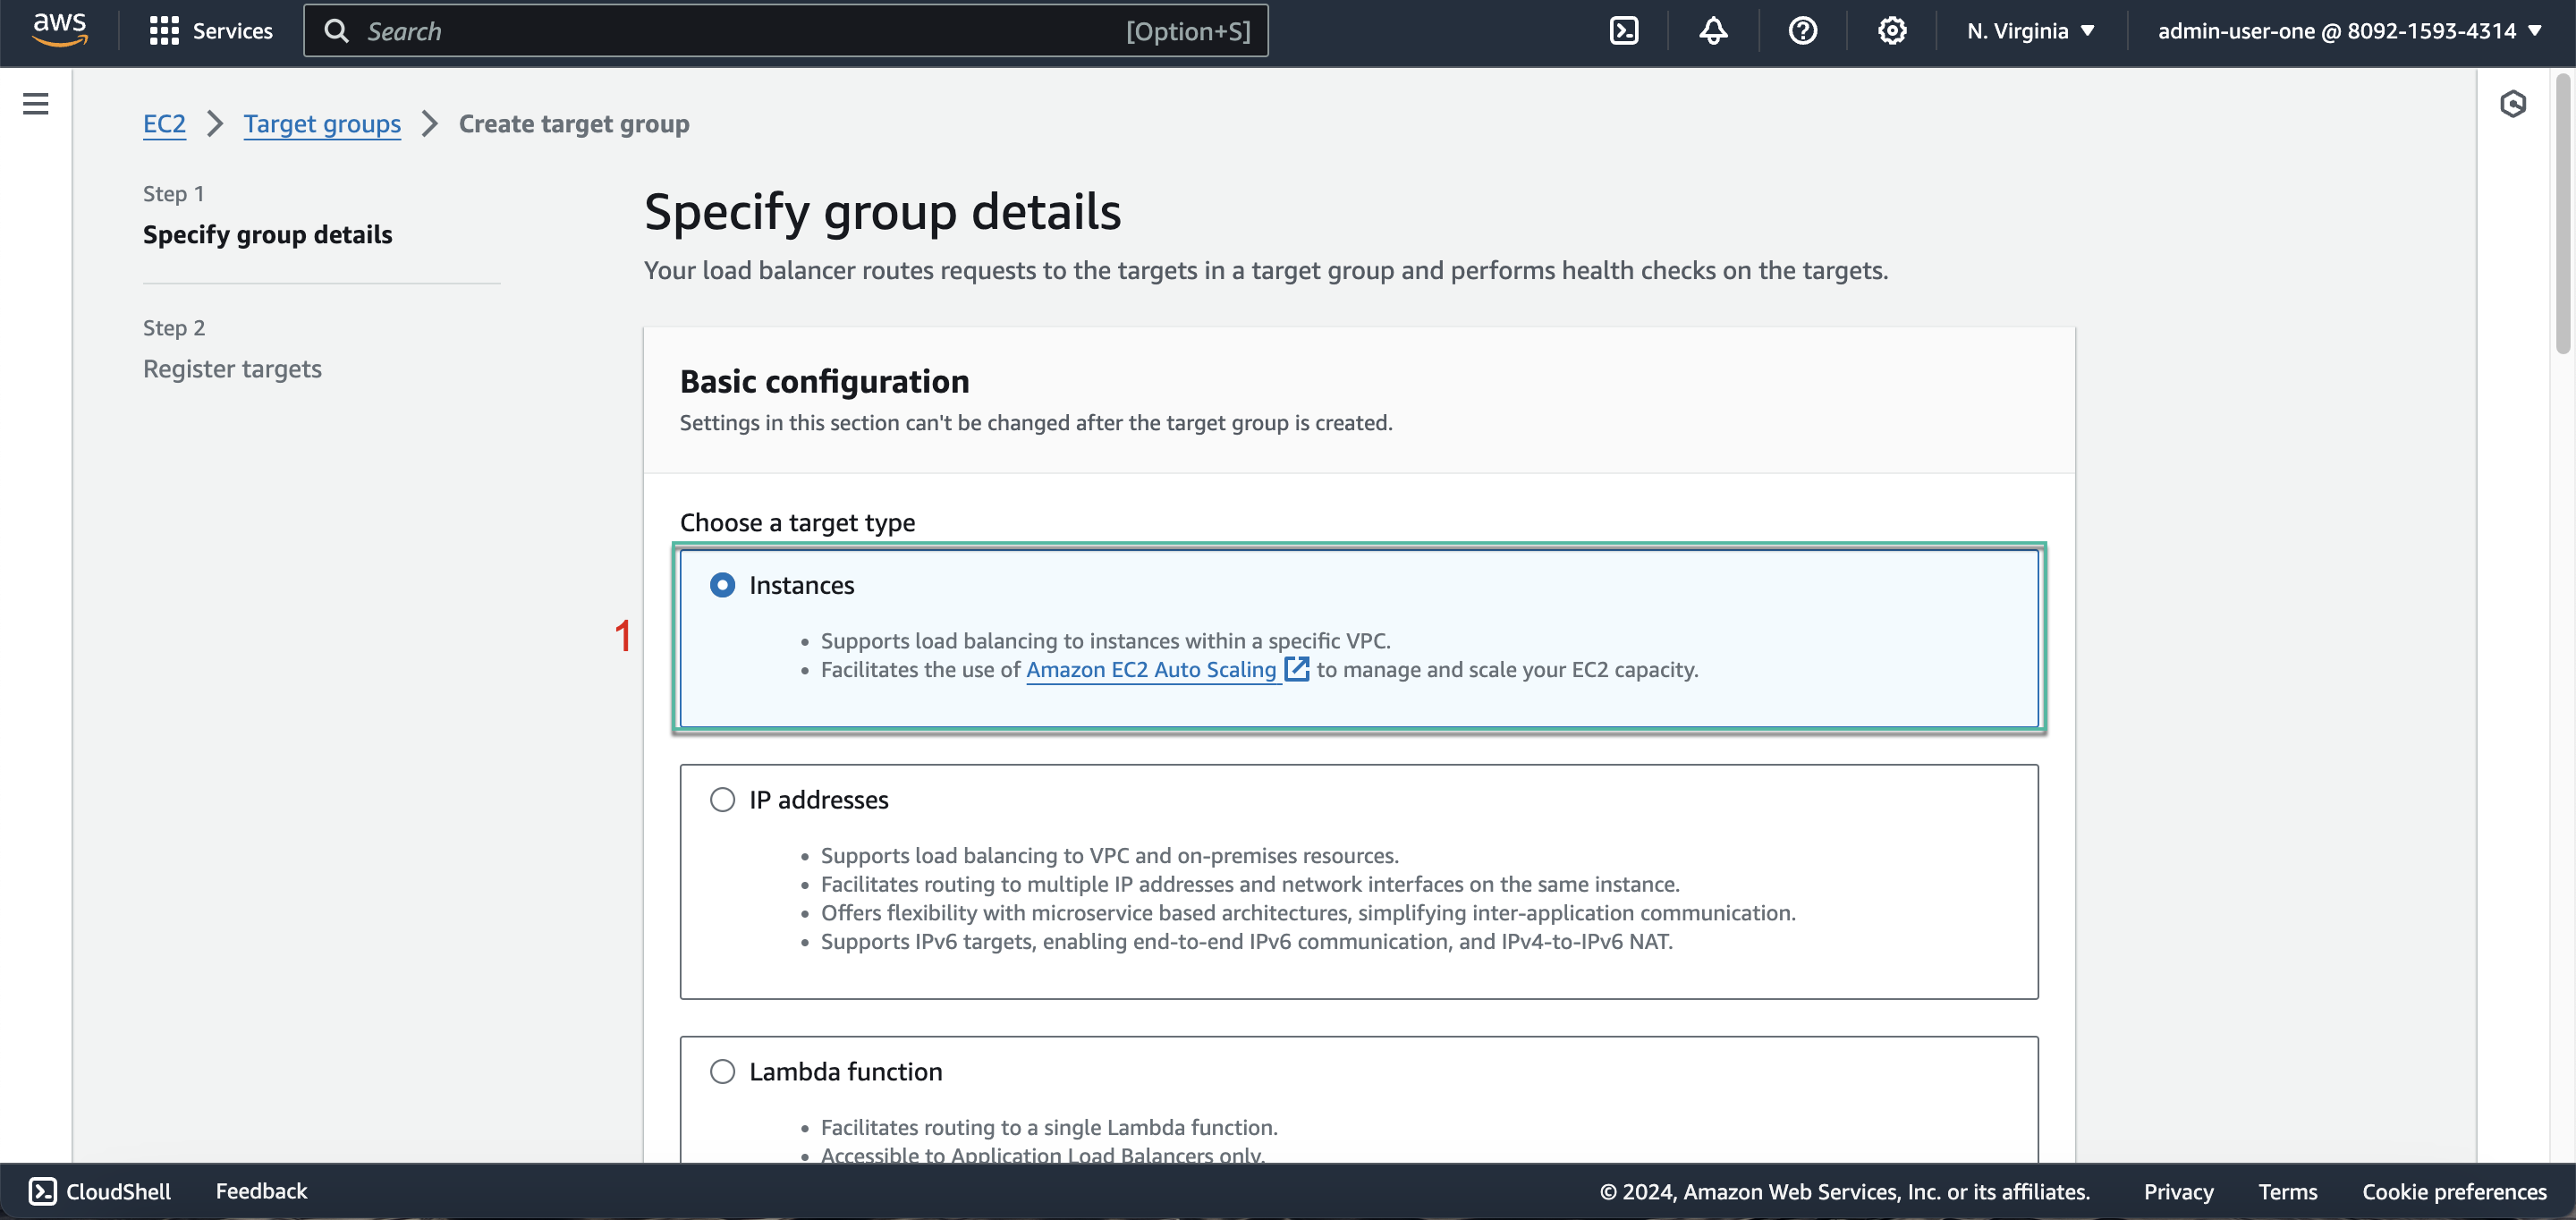 aws
Services
Search
[Option+S]
N. Virginia
admin-user-one @ 8092-1593-4314
EC2
Target groups
Create target group
Step 1
Specify group details
Step 2
Register targets
Specify group details
Your load balancer routes requests to the targets in a target group and performs health checks on the targets.
Basic configuration
Settings in this section can't be changed after the target group is created.
Choose a target type
1
Instances
Supports load balancing to instances within a specific VPC.
Facilitates the use of Amazon EC2 Auto Scaling to manage and scale your EC2 capacity.
IP addresses
Supports load balancing to VPC and on-premises resources.
Facilitates routing to multiple IP addresses and network interfaces on the same instance.
Offers flexibility with microservice based architectures, simplifying inter-application communication.
Supports IPv6 targets, enabling end-to-end IPv6 communication, and IPv4-to-IPv6 NAT.
Lambda function
Facilitates routing to a single Lambda function.
Accessible to Application Load Balancers only.
CloudShell
Feedback
© 2024, Amazon Web Services, Inc. or its affiliates.
Privacy
Terms
Cookie preferences